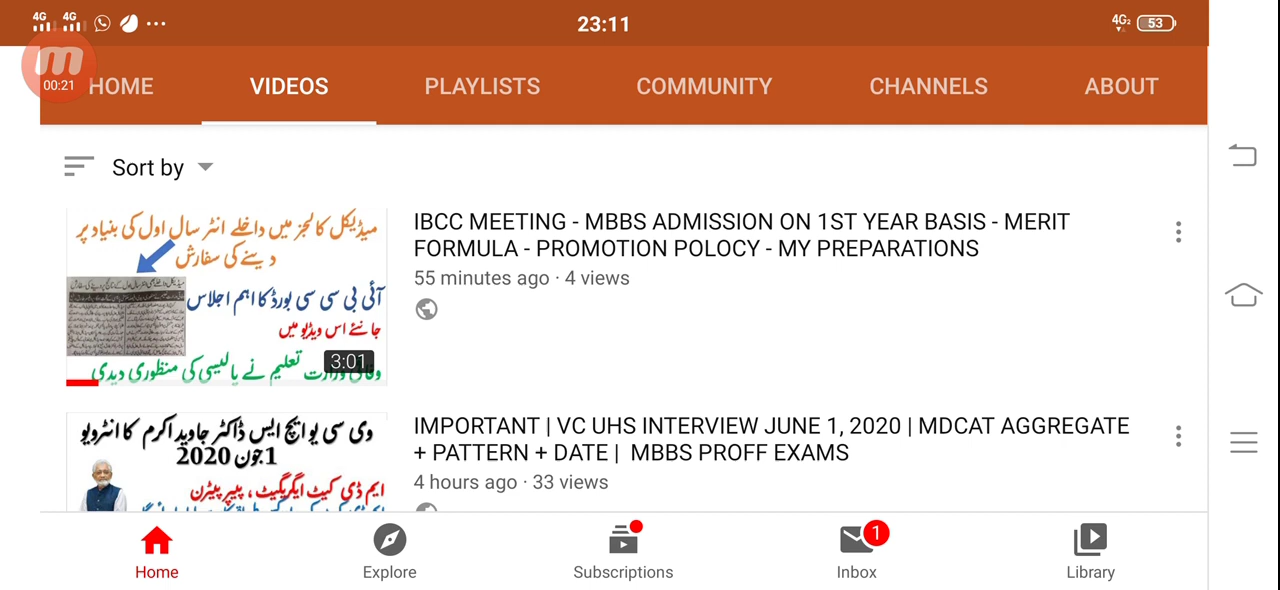 4G 4G 23:11 4G2 53
m
00:21
HOME VIDEOS PLAYLISTS COMMUNITY CHANNELS ABOUT
Sort by
میڈیکل کالجز میں داخلے انٹر سال اول کی بنیاد پر
دینے کی سفارش
آئی بی سی سی بورڈ کا اہم اجلاس
جانئے اس ویڈیو میں
وفاقی وزارت تعلیم نے پالیسی کی منظوری دیدی
3:01
IBCC MEETING - MBBS ADMISSION ON 1ST YEAR BASIS - MERIT
FORMULA - PROMOTION POLOCY - MY PREPARATIONS
55 minutes ago · 4 views
وی سی یو ایچ ایس ڈاکٹر جاوید اکرم کا انٹرویو
1جون 2020
ایم ڈی کیٹ ایگریگیٹ ، پیپر پیٹرن
IMPORTANT | VC UHS INTERVIEW JUNE 1, 2020 | MDCAT AGGREGATE
+ PATTERN + DATE | MBBS PROFF EXAMS
4 hours ago · 33 views
1
Home Explore Subscriptions Inbox Library